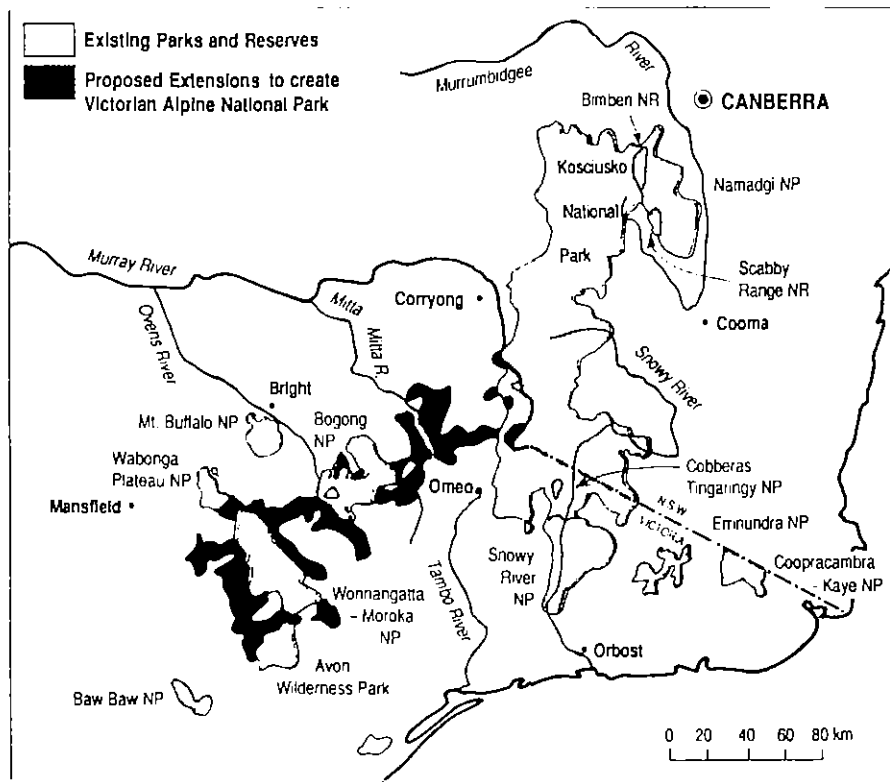 Existing Parks and Reserves
Proposed Extensions to create
Victorian Alpine National Park
Murrumbidgee
River
Bimben NR
CANBERRA
Kosciusko
National
Park
Namadgi NP
Scabby
Range NR
Murray River
Mitta
Mitta R.
Corryong
Cooma
Ovens River
Snowy River
Bright
Mt. Buffalo NP
Bogong
NP
Wabonga
Plateau NP
Cobberas
Tingaringy NP
Mansfield
Omeo
N.S.W
VICTORIA
Errinundra NP
Snowy
River
NP
Coopracambra
- Kaye NP
Wonnangatta
- Moroka
NP
Tambo River
Orbost
Avon
Wilderness Park
Baw Baw NP
0 20 40 60 80 km